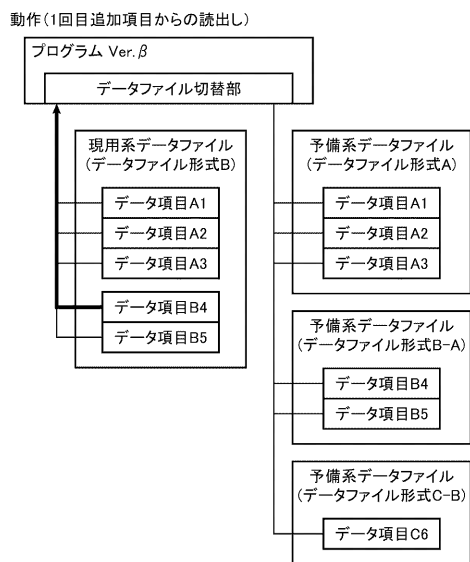 動作(1回目追加項目からの読出し)
プログラム Ver.β
データファイル切替部
現用系データファイル
(データファイル形式B)
データ項目A1
データ項目A2
データ項目A3
データ項目B4
データ項目B5
予備系データファイル
(データファイル形式A)
データ項目A1
データ項目A2
データ項目A3
予備系データファイル
(データファイル形式B-A)
データ項目B4
データ項目B5
予備系データファイル
(データファイル形式C-B)
データ項目C6